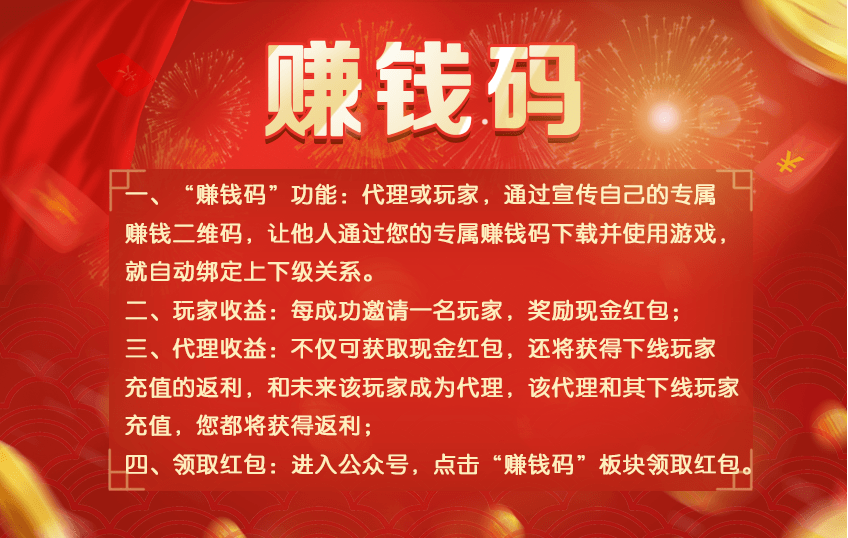 赚钱码
一、“赚钱码”功能：代理或玩家，通过宣传自己的专属
赚钱二维码，让他人通过您的专属赚钱码下载并使用游戏，
就自动绑定上下级关系。
二、玩家收益：每成功邀请一名玩家，奖励现金红包；
三、代理收益：不仅可获取现金红包，还将获得下线玩家
充值的返利，和未来该玩家成为代理，该代理和其下线玩家
充值，您都将获得返利；
四、领取红包：进入公众号，点击“赚钱码”板块领取红包。